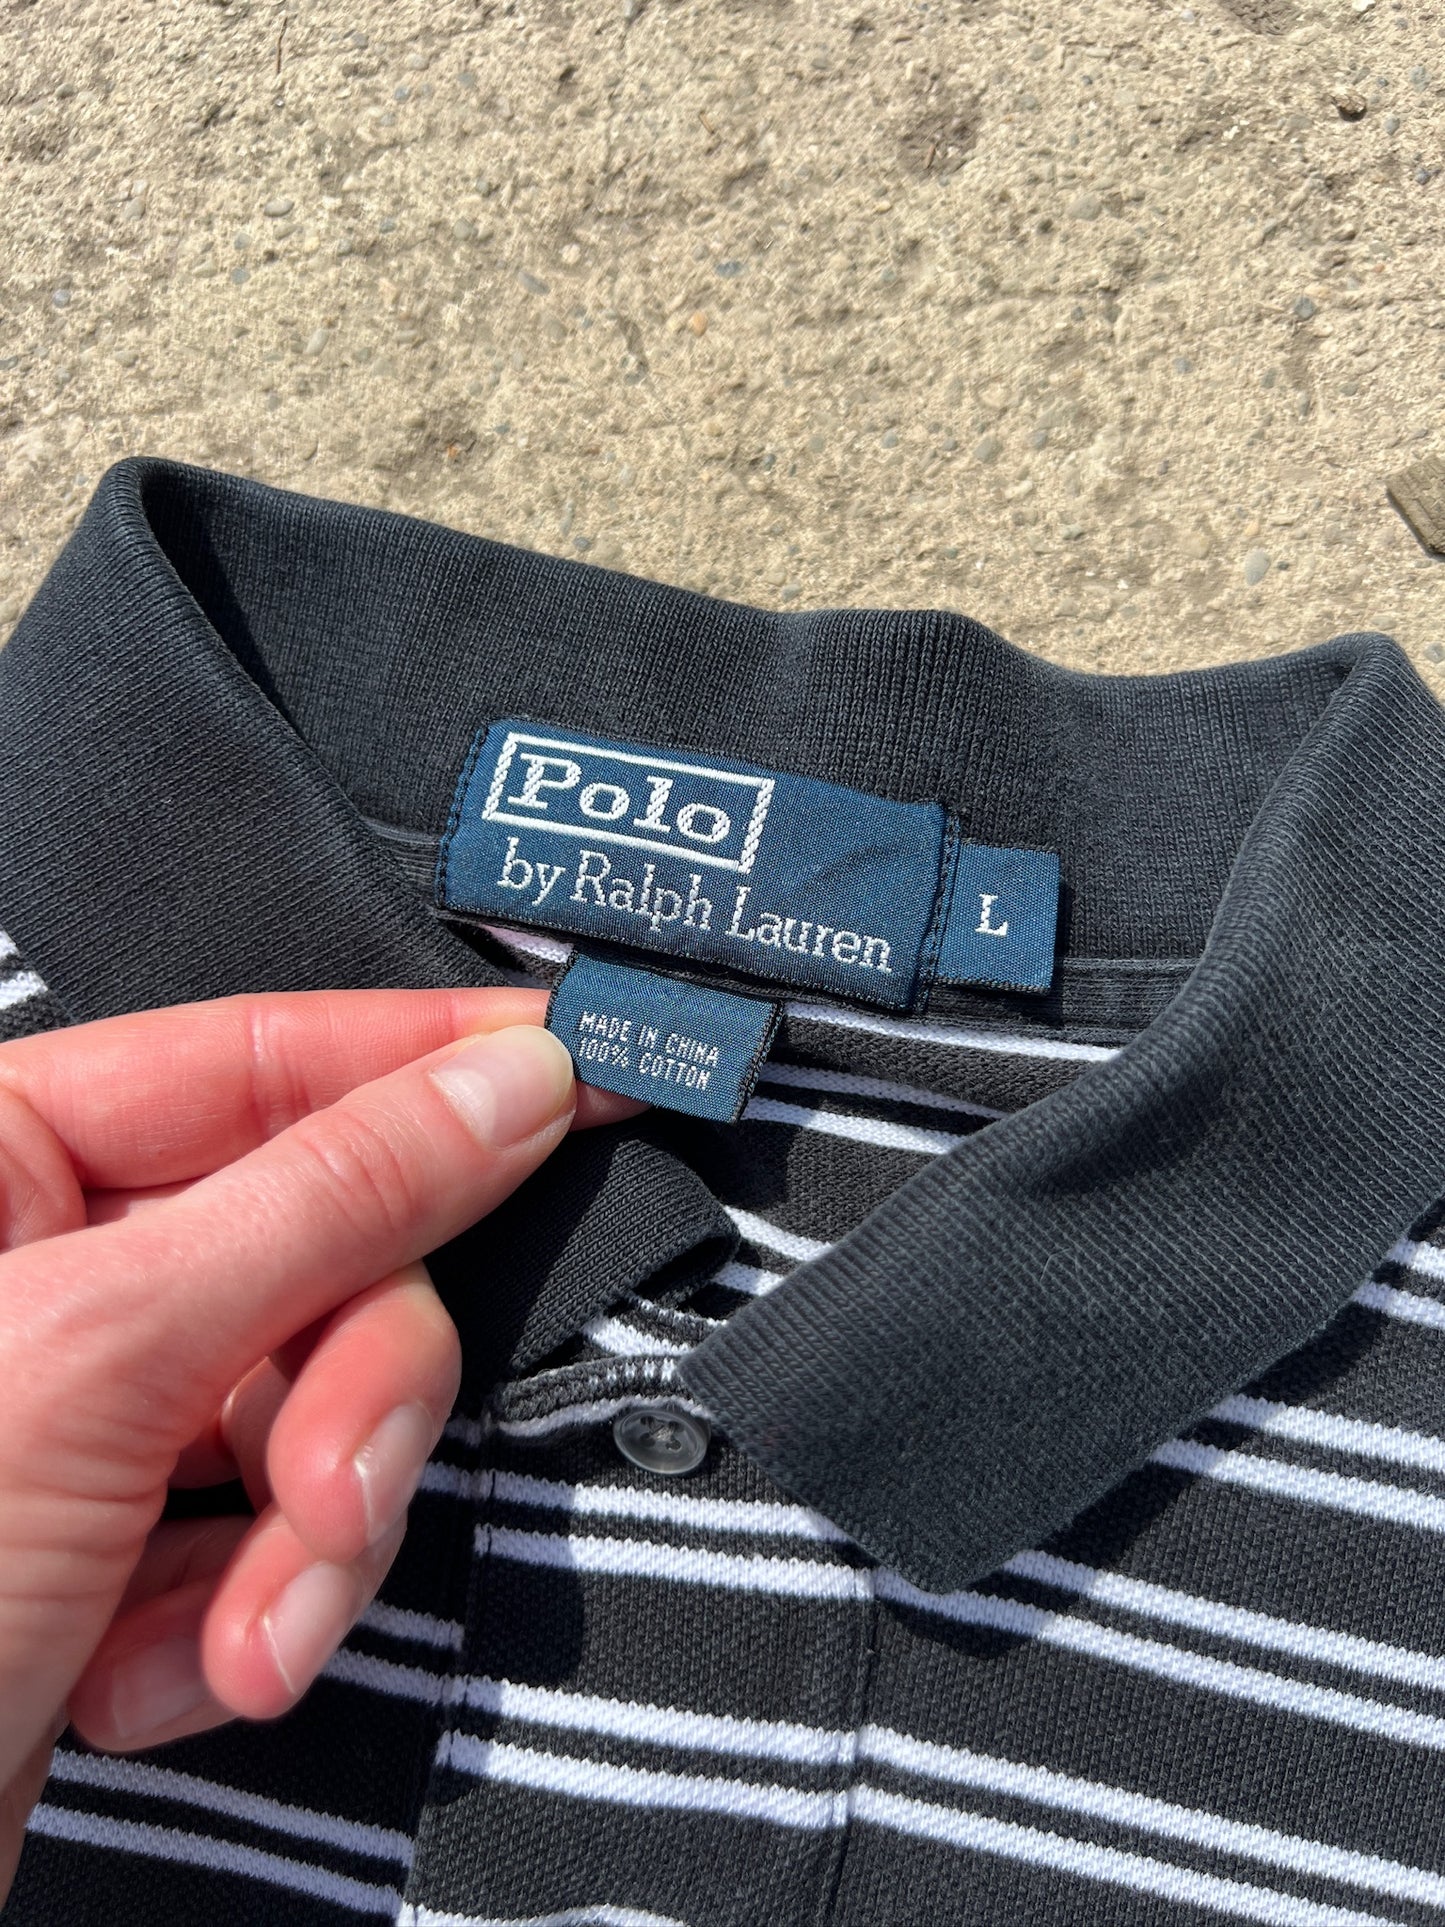 Polo
by Ralph Lauren
L
MADE IN CHINA
100% COTTON